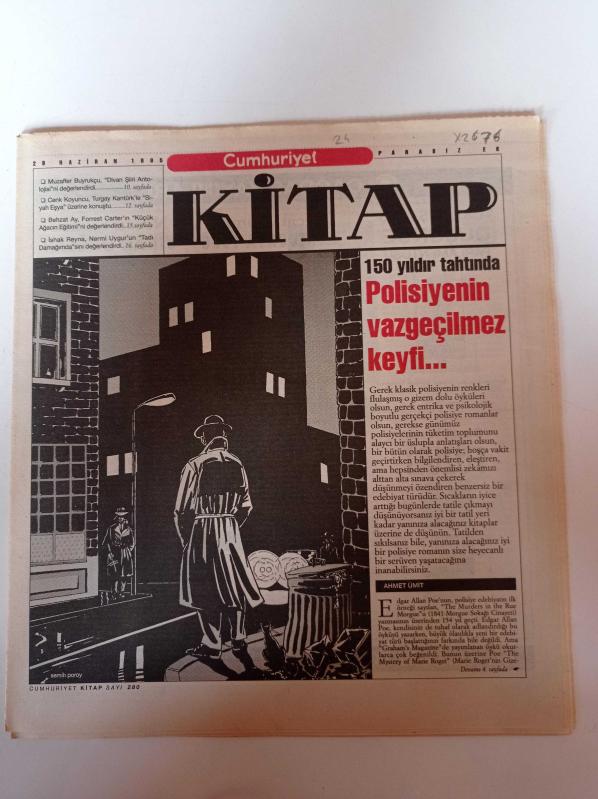 24
X2676
29 HAZİRAN 1995
Cumhuriyet
PARASIZ EK
KİTAP
❑ Muzaffer Buyrukçu, "Divan Şiiri Anto-
lojisi"ni değerlendirdi.......10. sayfada
❑ Cenk Koyuncu, Turgay Kantürk'le "Si-
yah Eşya" üzerine konuştu.......12. sayfada
❑ Behzat Ay, Forrest Carter'ın "Küçük
Ağacın Eğitimi"ni değerlendirdi..13.sayfada
❑ İshak Reyna, Nermi Uygur'un "Tadı
Damağımda"sını değerlendirdi..16. sayfada
150 yıldır tahtında
Polisiyenin
vazgeçilmez
keyfi...
Gerek klasik polisiyenin renkleri
flulaşmış o gizem dolu öyküleri
olsun, gerek entrika ve psikolojik
boyutlu gerçekçi polisiye romanlar
olsun, gerekse günümüz
polisiyelerinin tüketim toplumunu
alaycı bir üslupla anlatışları olsun,
bir bütün olarak polisiye; hoşça vakit
geçirtirken bilgilendiren, eleştiren,
ama hepsinden önemlisi zekâmızı
alttan alta sınava çekerek
düşünmeyi özendiren benzersiz bir
edebiyat türüdür. Sıcakların iyice
arttığı bugünlerde tatile çıkmayı
düşünüyorsanız iyi bir tatil yeri
kadar yanınıza alacağınız kitaplar
üzerine de düşünün. Tatilden
sıkılsanız bile, yanınıza alacağınız iyi
bir polisiye romanın size heyecanlı
bir serüven yaşatacağına
inanabilirsiniz.
AHMET ÜMİT
Edgar Allan Poe'nun, polisiye edebiyatın ilk
örneği sayılan, "The Murders in the Rue
Morgue"u (1841-Morgue Sokağı Cinayeti)
yazmasının üzerinden 154 yıl geçti. Edgar Allan
Poe, kendisinin de tuhaf olarak adlandırdığı bu
öyküyü yazarken, büyük olasılıkla yeni bir edebi-
yat türü başlattığının farkında bile değildi. Ama
"Graham's Magazine"de yayımlanan öykü okur-
larca çok beğenildi. Bunun üzerine Poe "The
Mystery of Marie Roget" (Marie Roget'nin Gize-
Devamı 4. sayfada
semih poroy
CUMHURİYET KİTAP SAYI 280